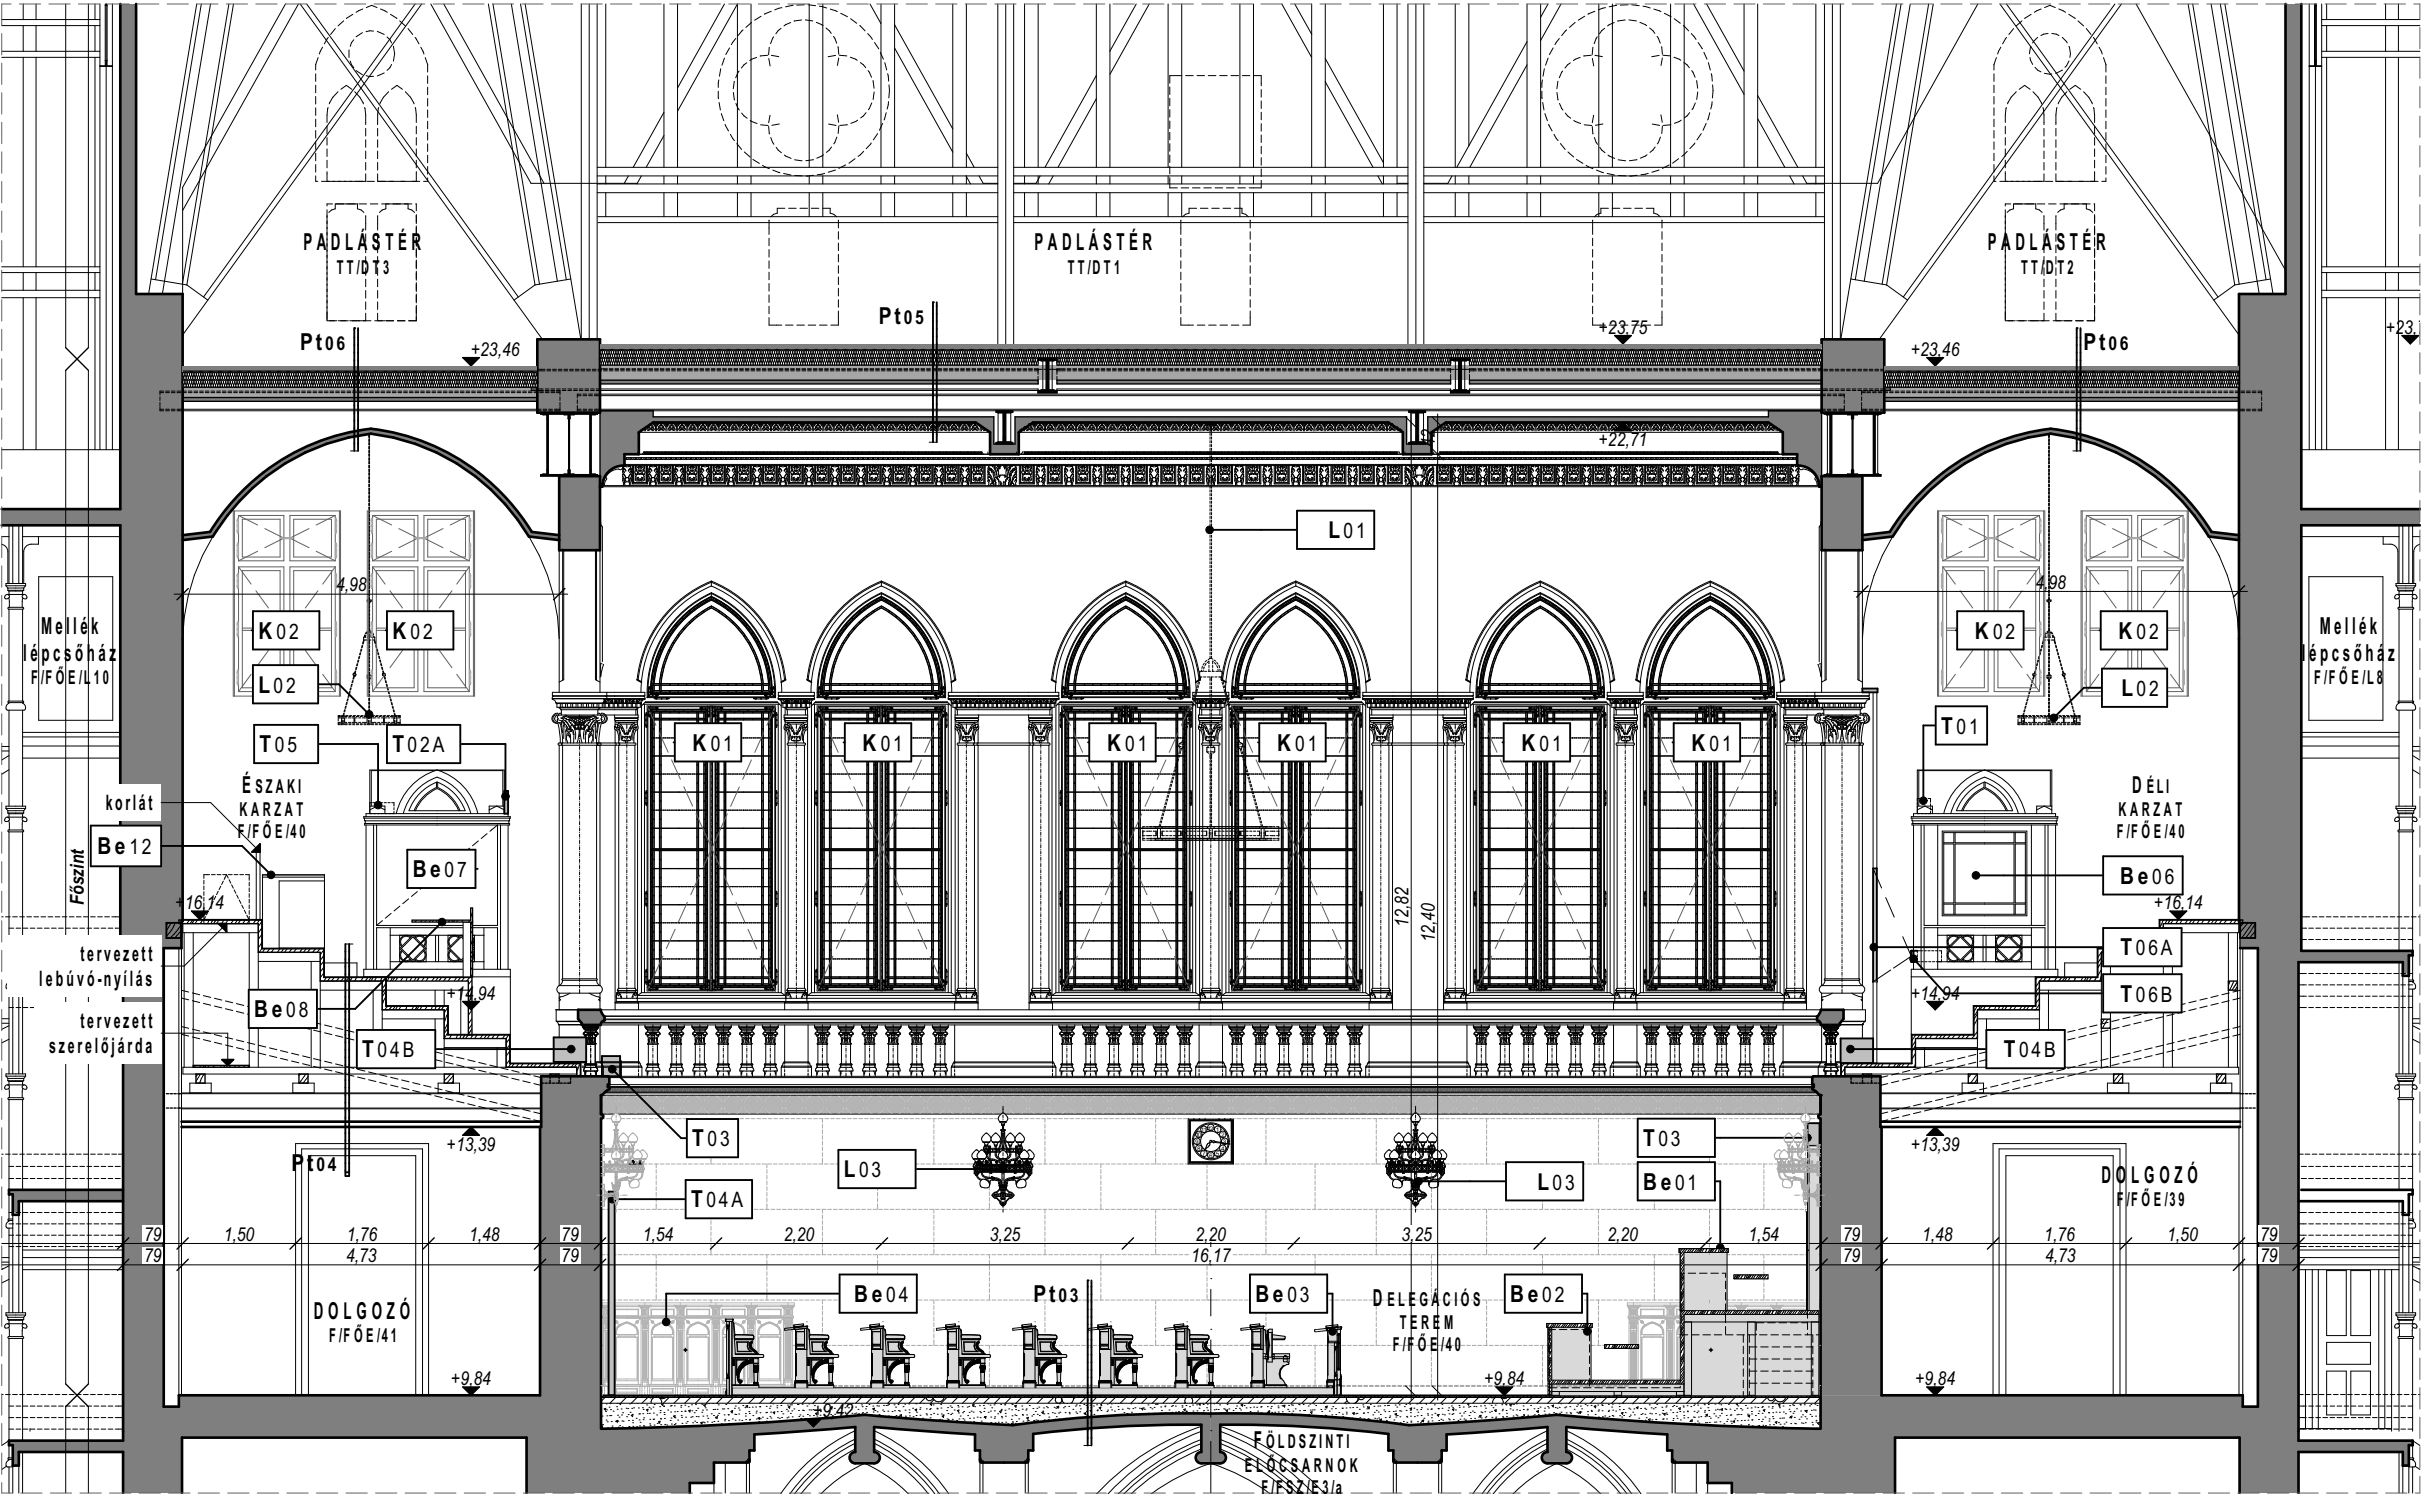 PADLÁSTÉR
TT/DT3
PADLÁSTÉR
TT/DT1
PADLÁSTÉR
TT/DT2
Pt06
Pt05
Pt06
+23,46
+23,75
+23,46
+23,
+22,71
L01
4,98
4,98
K02
K02
K02
K02
Mellék
lépcsőház
F/FŐE/L10
Mellék
lépcsőház
F/FŐE/L8
L02
L02
T05
T02A
K01
K01
K01
K01
K01
K01
T01
ÉSZAKI
KARZAT
F/FŐE/40
DÉLI
KARZAT
F/FŐE/40
korlát
Be12
Főszint
Be07
Be06
+16,14
+16,14
12,82
12,40
T06A
tervezett
lebúvó-nyílás
+14,94
+14,94
T06B
Be08
tervezett
szerelőjárda
T04B
T04B
+13,39
+13,39
T03
T03
Pt04
L03
L03
Be01
T04A
DOLGOZÓ
F/FŐE/39
79 1,50 1,76 1,48 79 1,54 2,20 3,25 2,20 3,25 2,20 1,54 79 1,48 1,76 1,50 79
79 4,73 79 16,17 79 4,73 79
DOLGOZÓ
F/FŐE/41
Be04
Pt03
Be03
DELEGÁCIÓS
TEREM
F/FŐE/40
Be02
+9,84
+9,84
+9,84
+9,42
FÖLDSZINTI
ELŐCSARNOK
F/FSZ/E3/a